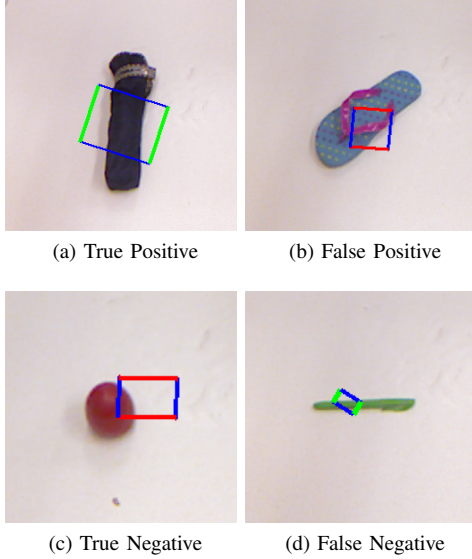 (a) True Positive
(b) False Positive
(c) True Negative
(d) False Negative